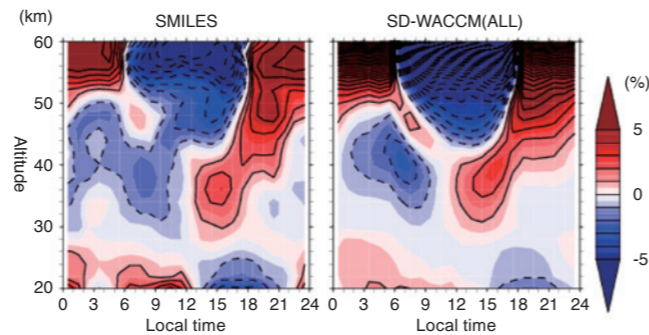 (km)
SMILES
SD-WACCM(ALL)
60
50
40
30
20
Altitude
0 3 6 9 12 15 18 21 24
0 3 6 9 12 15 18 21 24
Local time
Local time
(%)
5
0
-5